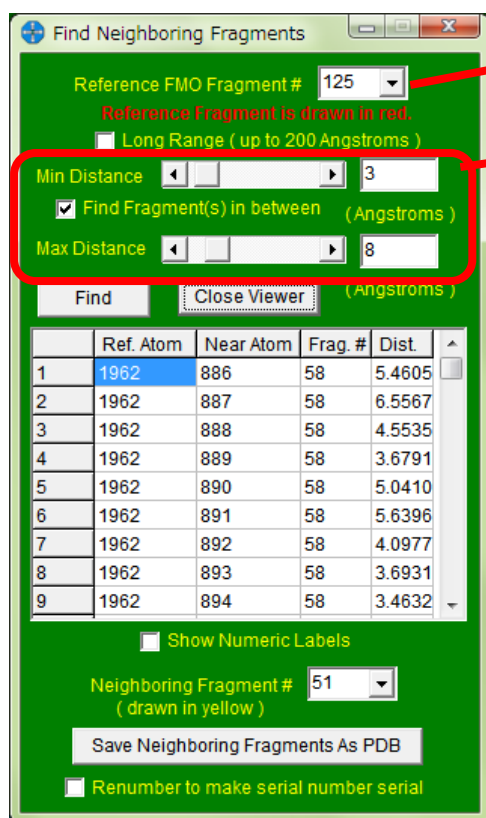 Find Neighboring Fragments
Reference FMO Fragment # 125
Reference Fragment is drawn in red.
Long Range ( up to 200 Angstroms )
Min Distance 3
Find Fragment(s) in between ( Angstroms )
Max Distance 8
Find Close Viewer ( Angstroms )
Ref. Atom Near Atom Frag. # Dist.
1 1962 886 58 5.4605
2 1962 887 58 6.5567
3 1962 888 58 4.5535
4 1962 889 58 3.6791
5 1962 890 58 5.0410
6 1962 891 58 5.6396
7 1962 892 58 4.0977
8 1962 893 58 3.6931
9 1962 894 58 3.4632
Show Numeric Labels
Neighboring Fragment # 51
( drawn in yellow )
Save Neighboring Fragments As PDB
Renumber to make serial number serial